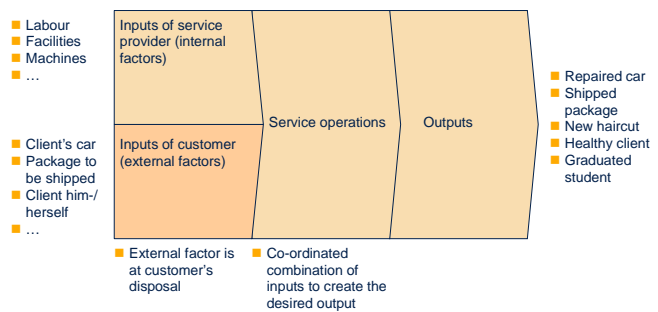 Labour
Facilities
Machines
…
Inputs of service
provider (internal
factors)
Client's car
Package to
be shipped
Client him-/
herself
…
Inputs of customer
(external factors)
Service operations
Outputs
Repaired car
Shipped
package
New haircut
Healthy client
Graduated
student
External factor is
at customer's
disposal
Co-ordinated
combination of
inputs to create the
desired output